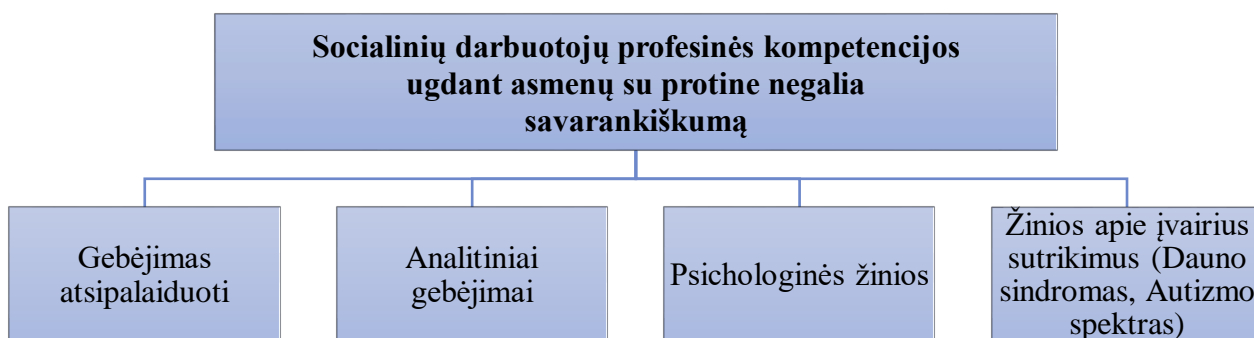 Socialinių darbuotojų profesinės kompetencijos
ugdant asmenų su protine negalia
savarankiškumą
Gebėjimas
atsipalaiduoti
Analitiniai
gebėjimai
Psichologinės žinios
Žinios apie įvairius
sutrikimus (Dauno
sindromas, Autizmo
spektras)